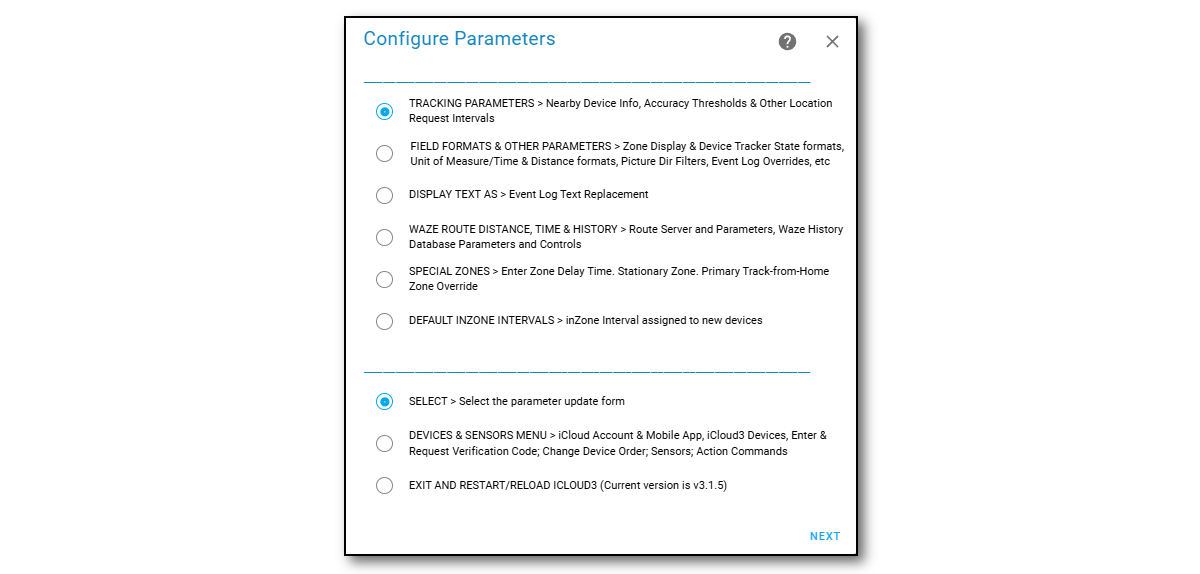 Configure Parameters
TRACKING PARAMETERS > Nearby Device Info, Accuracy Thresholds & Other Location
Request Intervals
FIELD FORMATS & OTHER PARAMETERS > Zone Display & Device Tracker State formats,
Unit of Measure/Time & Distance formats, Picture Dir Filters, Event Log Overrides, etc
DISPLAY TEXT AS > Event Log Text Replacement
WAZE ROUTE DISTANCE, TIME & HISTORY > Route Server and Parameters, Waze History
Database Parameters and Controls
SPECIAL ZONES > Enter Zone Delay Time. Stationary Zone. Primary Track-from-Home
Zone Override
DEFAULT INZONE INTERVALS > inZone Interval assigned to new devices
SELECT > Select the parameter update form
DEVICES & SENSORS MENU > iCloud Account & Mobile App, iCloud3 Devices, Enter &
Request Verification Code; Change Device Order; Sensors; Action Commands
EXIT AND RESTART/RELOAD ICLOUD3 (Current version is v3.1.5)
NEXT